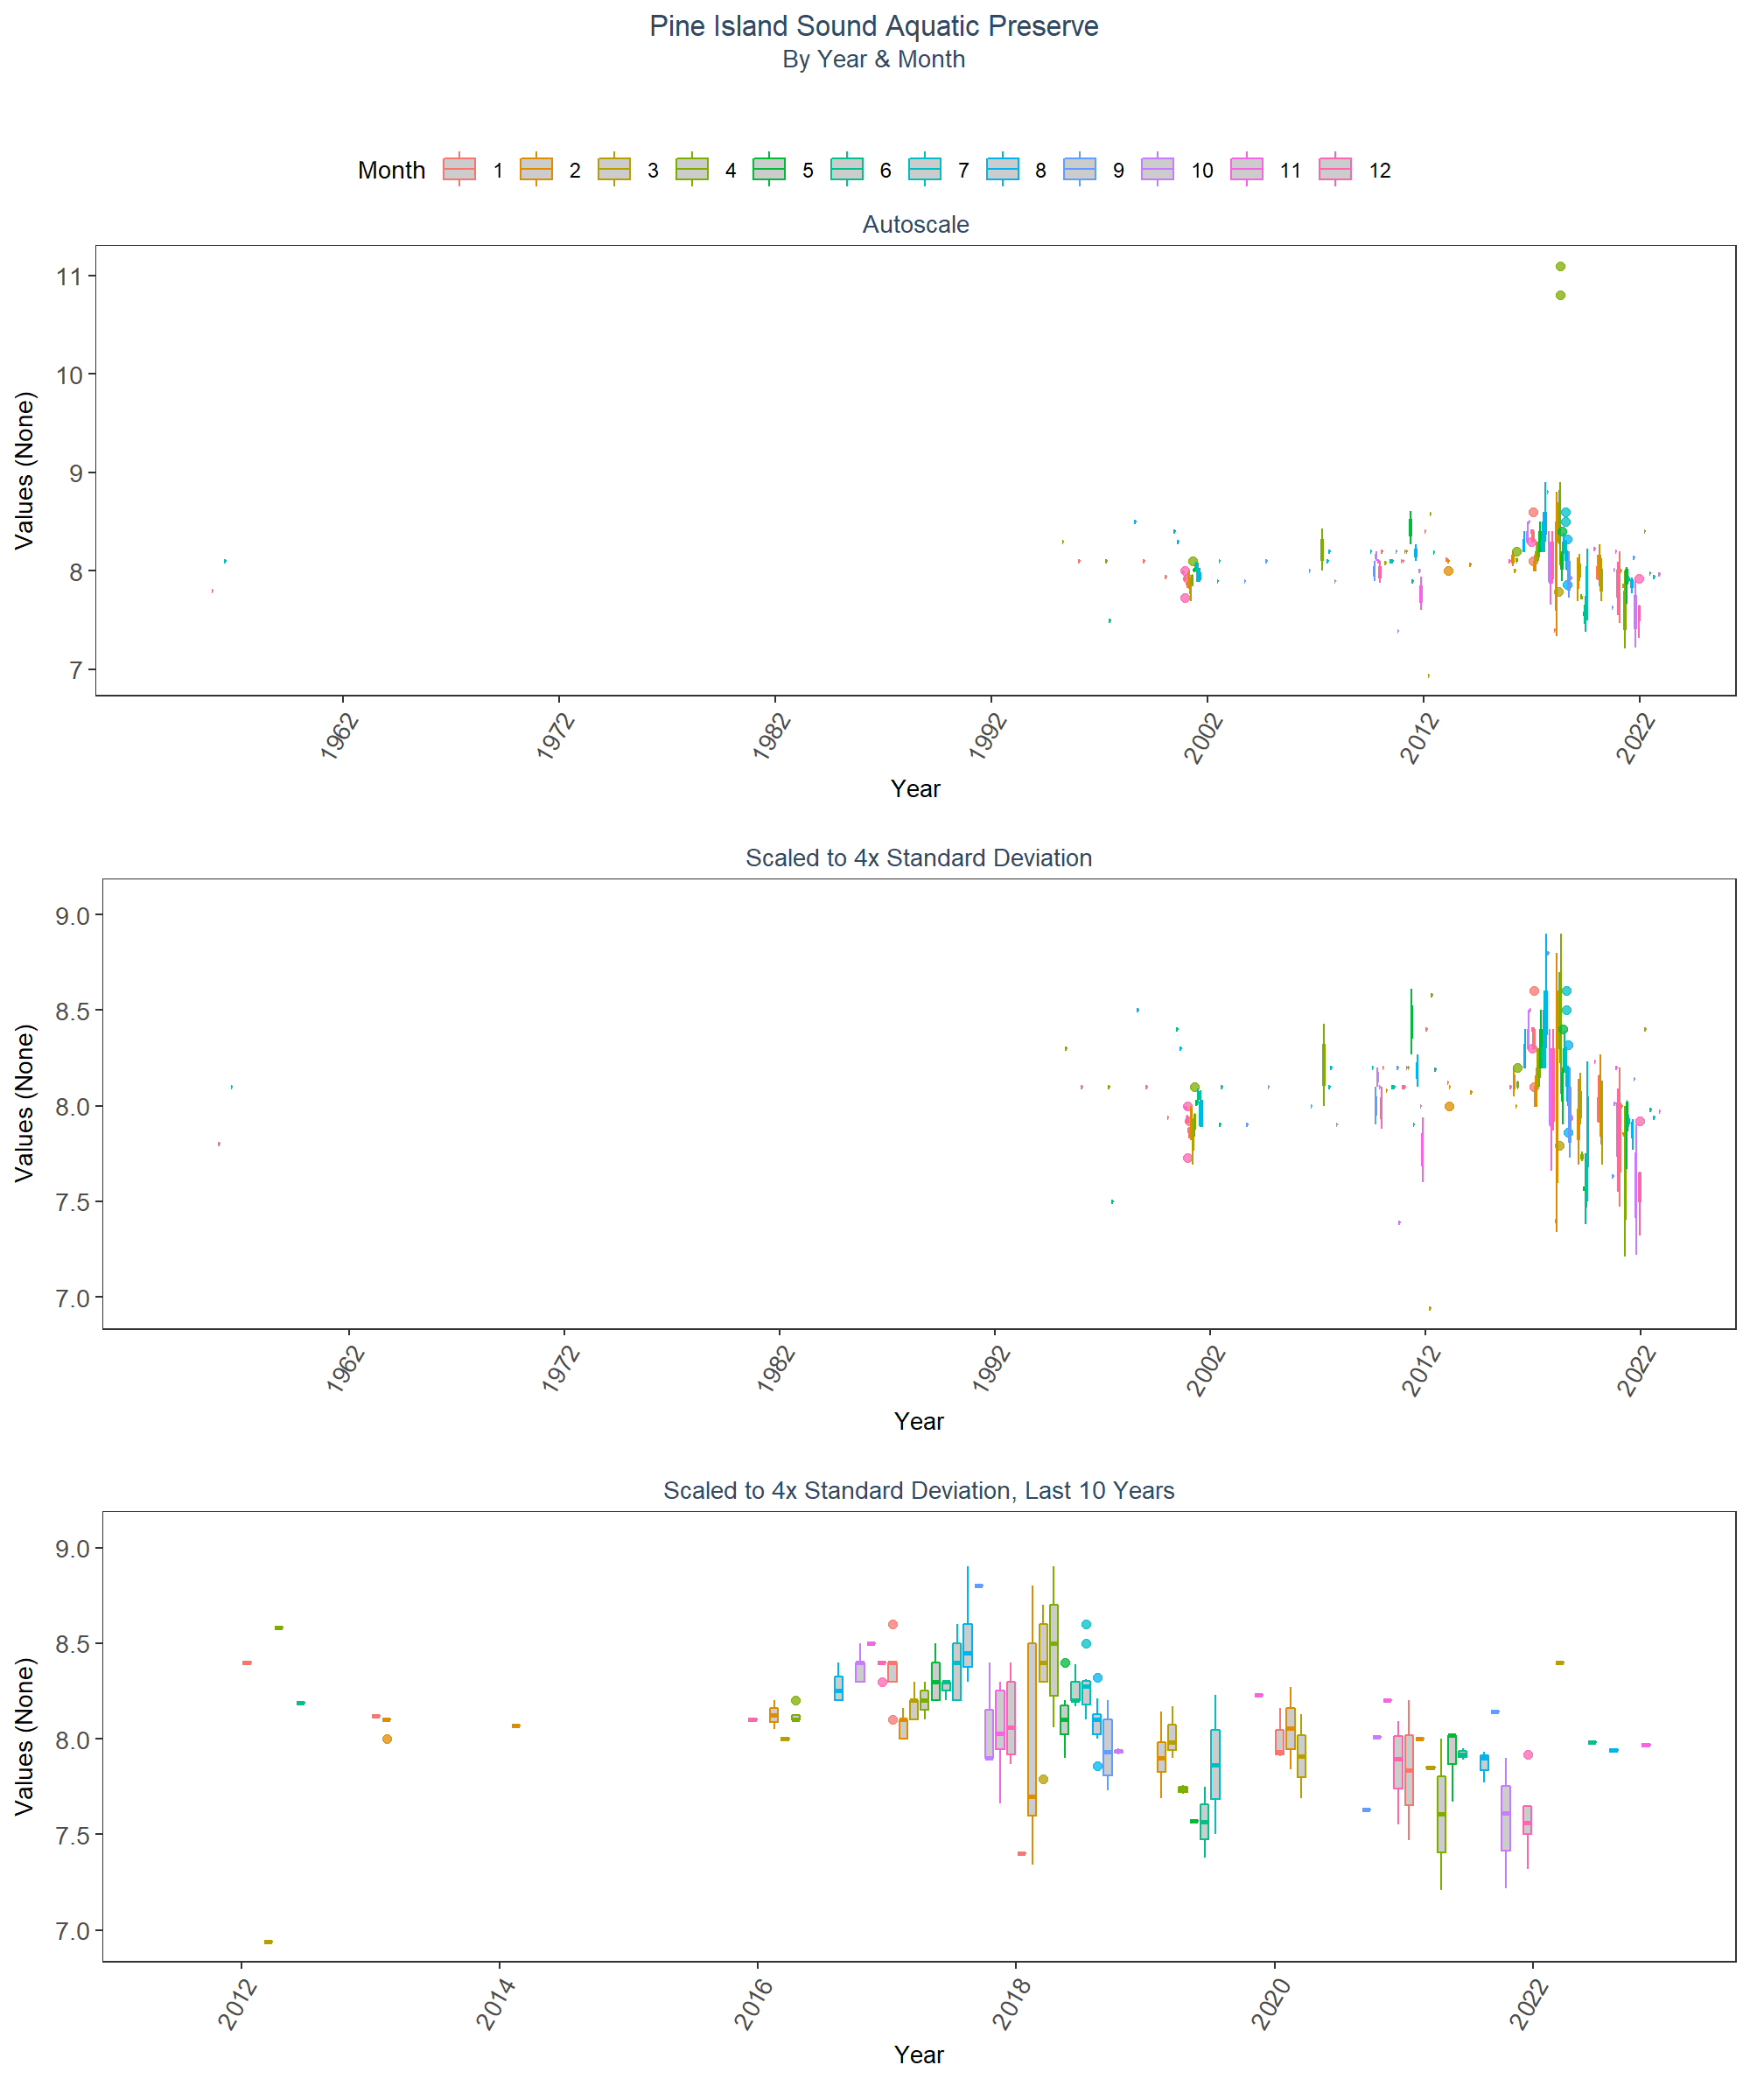 Pine Island Sound Aquatic Preserve
By Year & Month
Month 1 2 3 4 5 6 7 8 9 10 11 12
Autoscale
Values (None)
11
10
9
8
7
1962 1972 1982 1992 2002 2012 2022
Year
Scaled to 4x Standard Deviation
Values (None)
9.0
8.5
8.0
7.5
7.0
1962 1972 1982 1992 2002 2012 2022
Year
Scaled to 4x Standard Deviation, Last 10 Years
Values (None)
9.0
8.5
8.0
7.5
7.0
2012 2014 2016 2018 2020 2022
Year